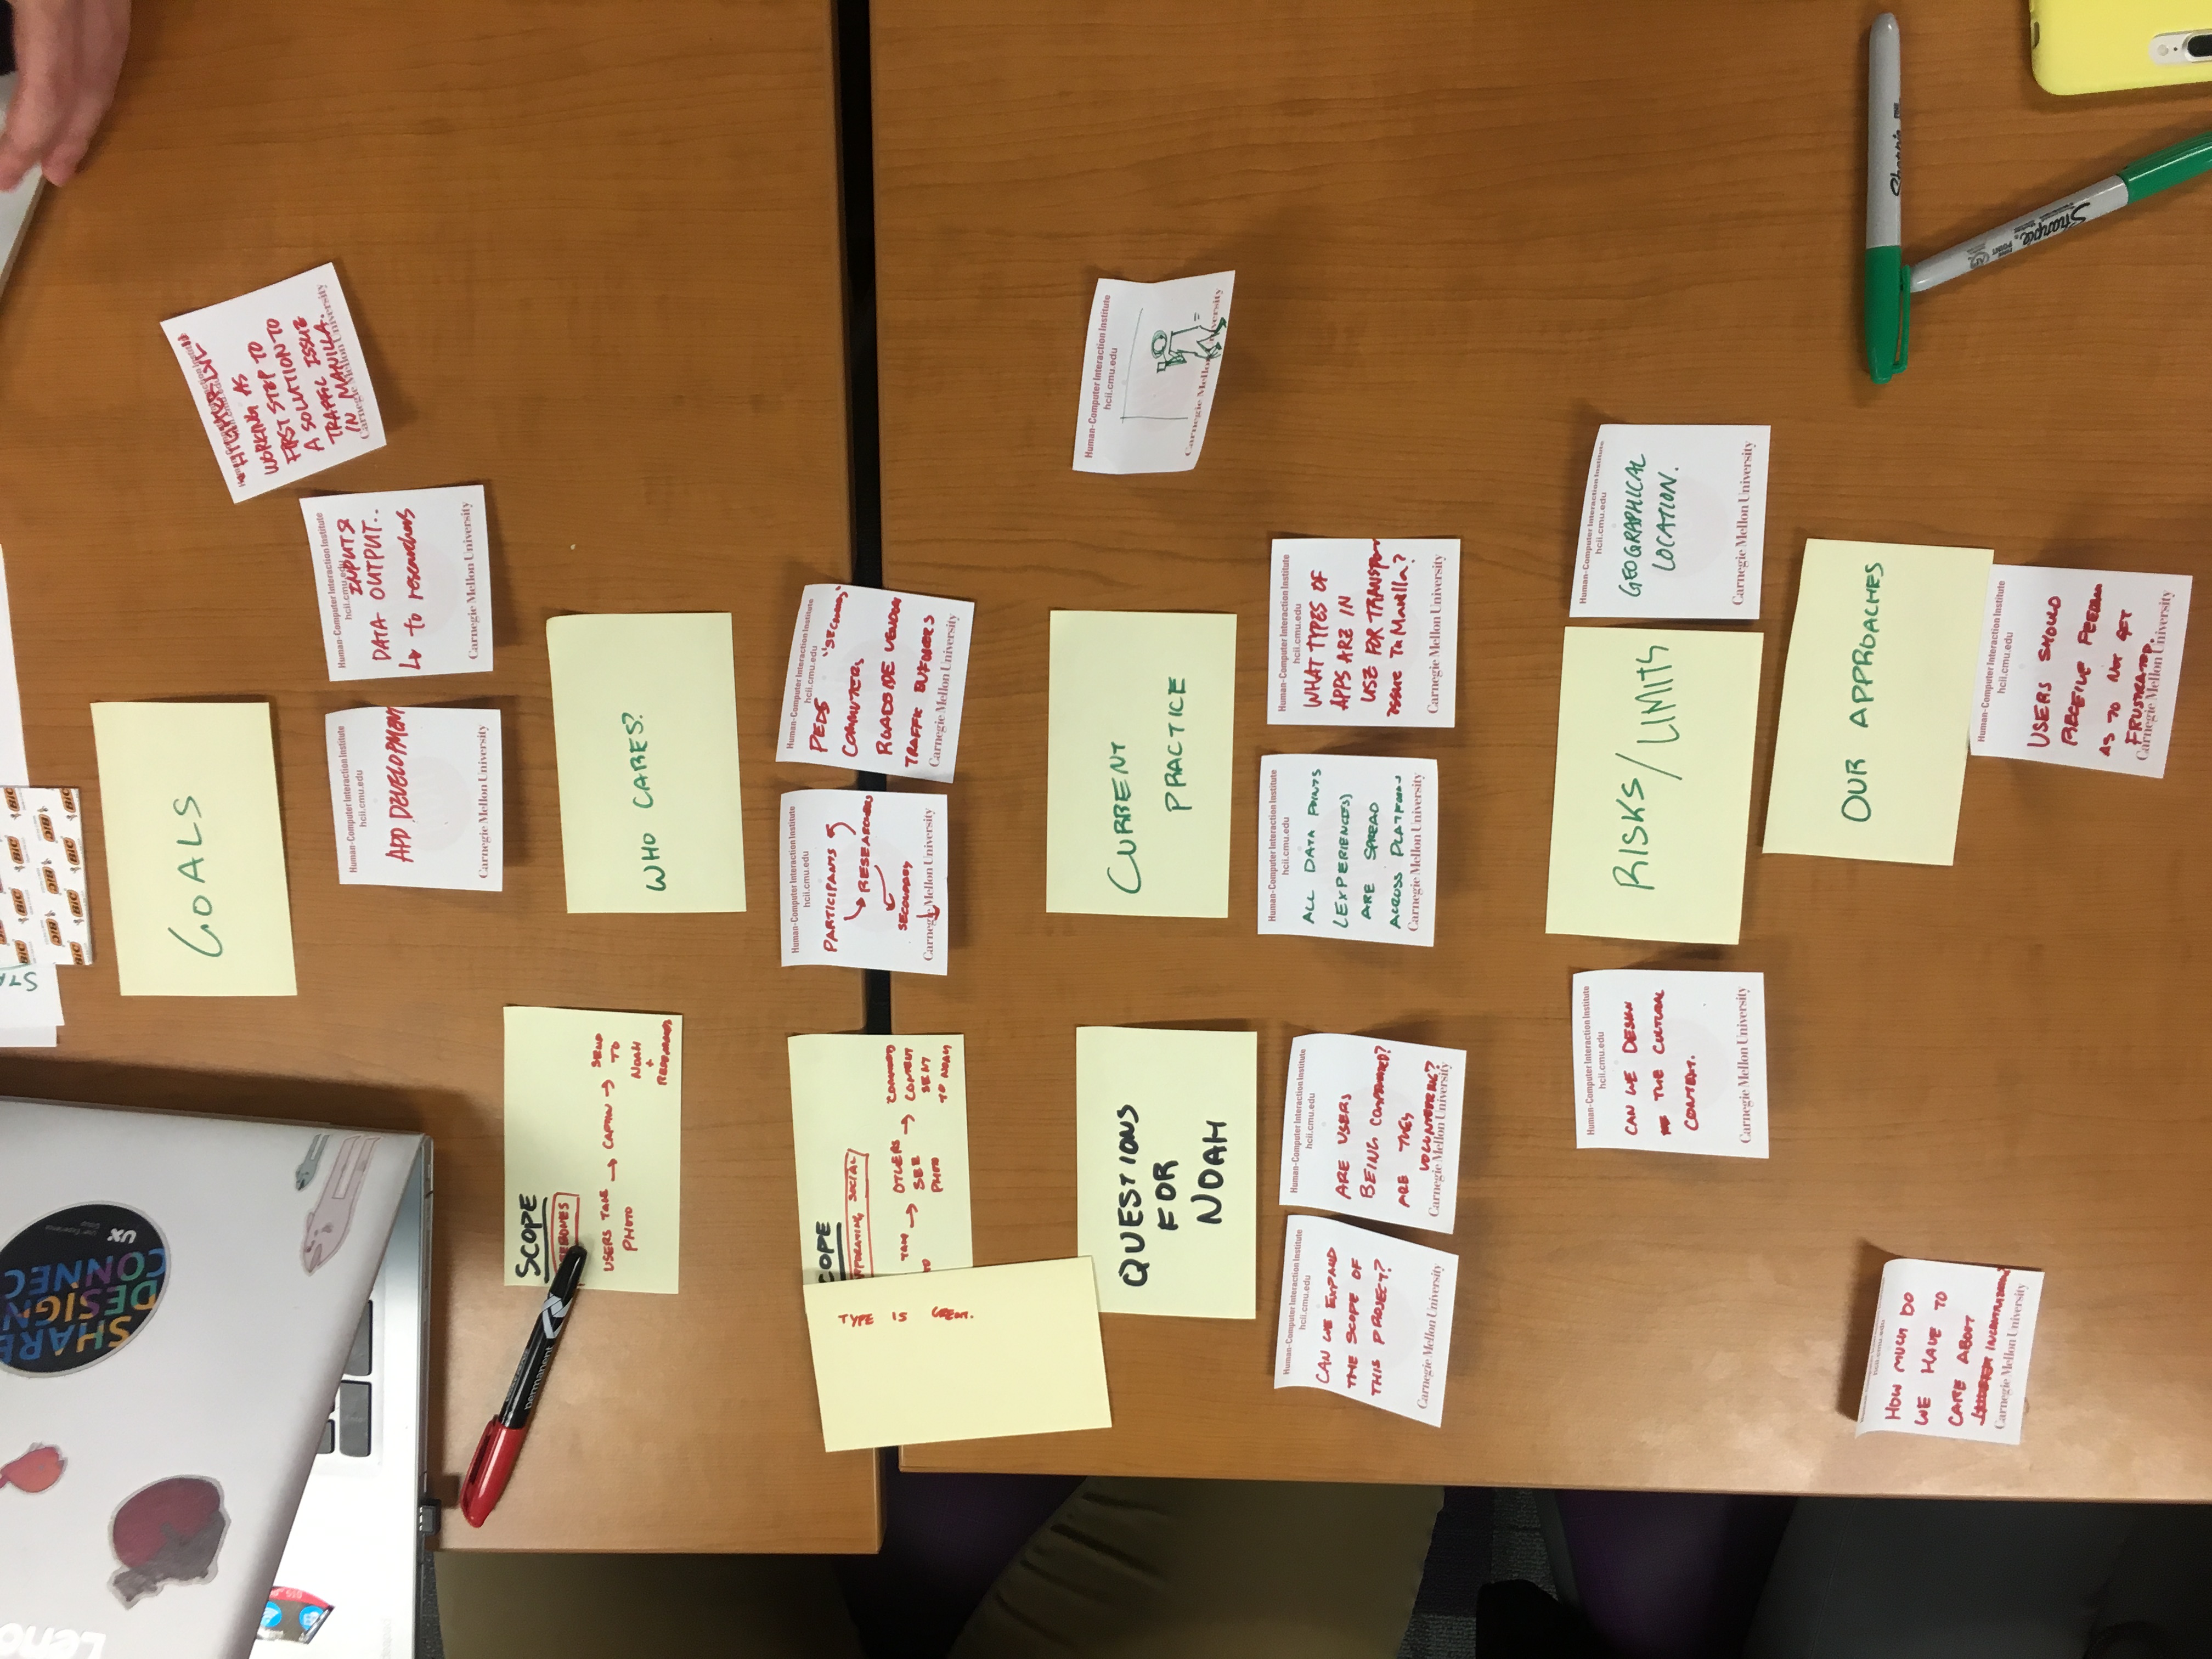 Leno
SHARE
DESIGN
CONNECT
UX
STA
BiC
GOALS
Human-Computer Interaction Institute
hcii.cmu.edu
"HIGHER LVL"
WORKING AS
FIRST STEP TO
A SOLUTION TO
TRAFFIC ISSUE
IN MANILLA.
Carnegie Mellon University
Human-Computer Interaction Institute
hcii.cmu.edu
APP DEVELOPMENT
Carnegie Mellon University
Human-Computer Interaction Institute
hcii.cmu.edu
INPUT &
DATA OUTPUT..
↳ to researchers
Carnegie Mellon University
permanent
SCOPE
EBONES
USERS TAKE → CAPTION → SEND
PHOTO
TO
NOAH
+
RESEARCHERS
WHO CARES?
COPE
PORATING SOCIAL
TAKE → OTHERS → COMMENTED
SEE CONTENT
PHOTO SENT
TO NOAH
TYPE IS GREAT.
Human-Computer Interaction Institute
hcii.cmu.edu
PARTICIPANTS
RESEARCHERS
SECONDARY
Carnegie Mellon University
Human-Computer Interaction Institute
hcii.cmu.edu
PEDS "SECONDARY"
COMMUTERS
ROADSIDE VENDORS
TRAFFIC ENFORCERS
Carnegie Mellon University
QUESTIONS
FOR
NOAH
CURRENT
PRACTICE
Human-Computer Interaction Institute
hcii.cmu.edu
Carnegie Mellon University
Human-Computer Interaction Institute
hcii.cmu.edu
CAN WE EXPAND
THE SCOPE OF
THIS PROJECT?
Carnegie Mellon University
Human-Computer Interaction Institute
hcii.cmu.edu
ARE USERS
BEING COMPENSATED?
ARE THEY
VOLUNTEERING?
Carnegie Mellon University
Human-Computer Interaction Institute
hcii.cmu.edu
ALL DATA POINTS
(EXPERIENCES)
ARE SPREAD
ACROSS PLATFORMS
Carnegie Mellon University
Human-Computer Interaction Institute
hcii.cmu.edu
WHAT TYPES OF
APPS ARE IN
USE FOR TRANSPOR
issue In Manilla?
Carnegie Mellon University
Human-Computer Interaction Institute
hcii.cmu.edu
CAN WE DESIGN
THE CULTURAL
CONTEXT.
Carnegie Mellon University
RISKS/LIMITS
Human-Computer Interaction Institute
hcii.cmu.edu
GEOGRAPHICAL
LOCATION.
Carnegie Mellon University
OUR APPROACHES
Human-Computer Interaction Institute
hcii.cmu.edu
HOW MUCH DO
WE HAVE TO
CARE ABOUT
Carnegie Mellon University
Human-Computer Interaction Institute
hcii.cmu.edu
USERS SHOULD
RECEIVE FEEDBACK
AS TO NOT GET
FRUSTRATED.
Carnegie Mellon University
Sharpie
Sharpie